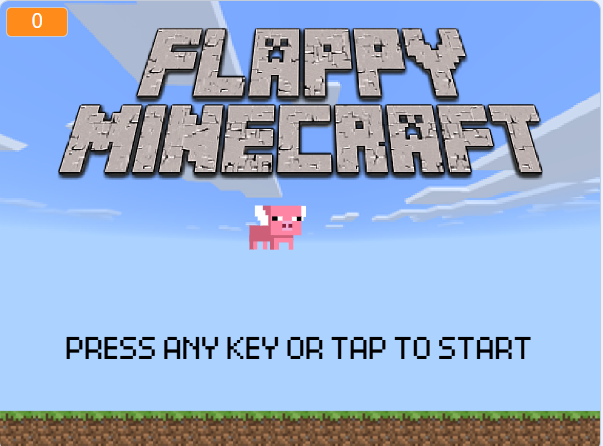 0
FLAPPY
MINECRAFT
PRESS ANY KEY OR TAP TO START